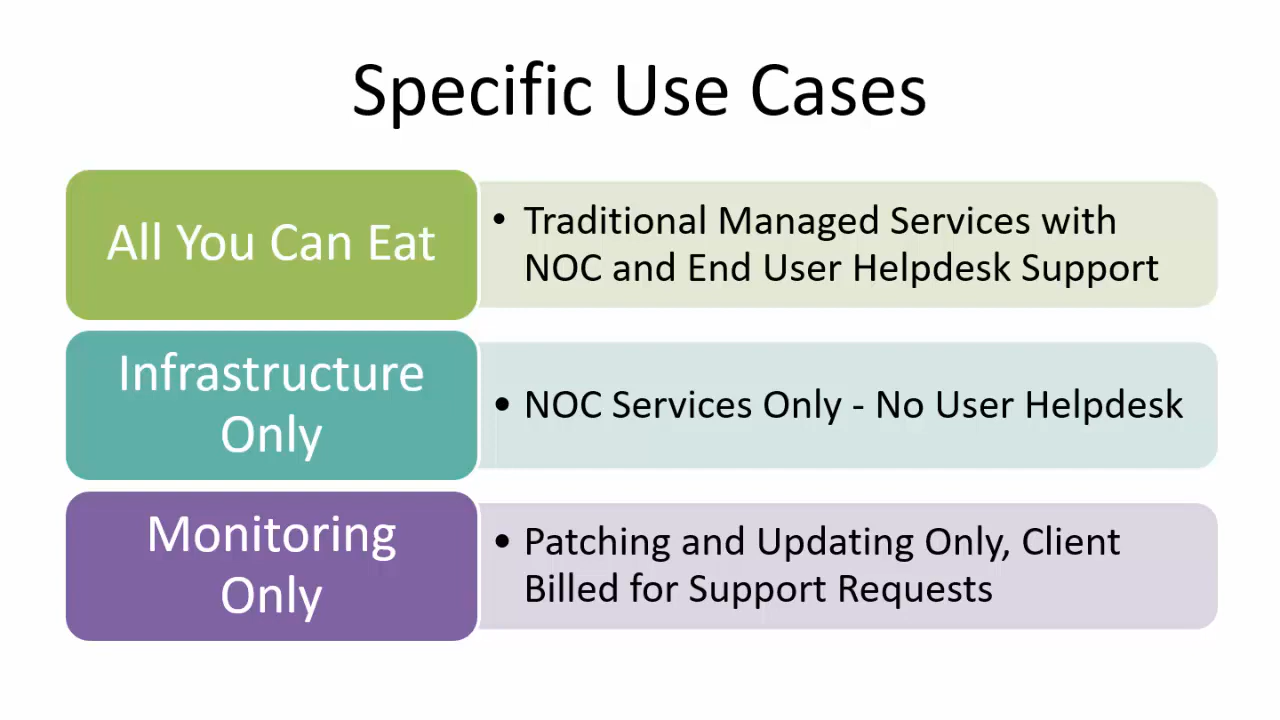 Specific Use Cases
All You Can Eat
• Traditional Managed Services with
NOC and End User Helpdesk Support
Infrastructure
Only
• NOC Services Only - No User Helpdesk
Monitoring
Only
• Patching and Updating Only, Client
Billed for Support Requests